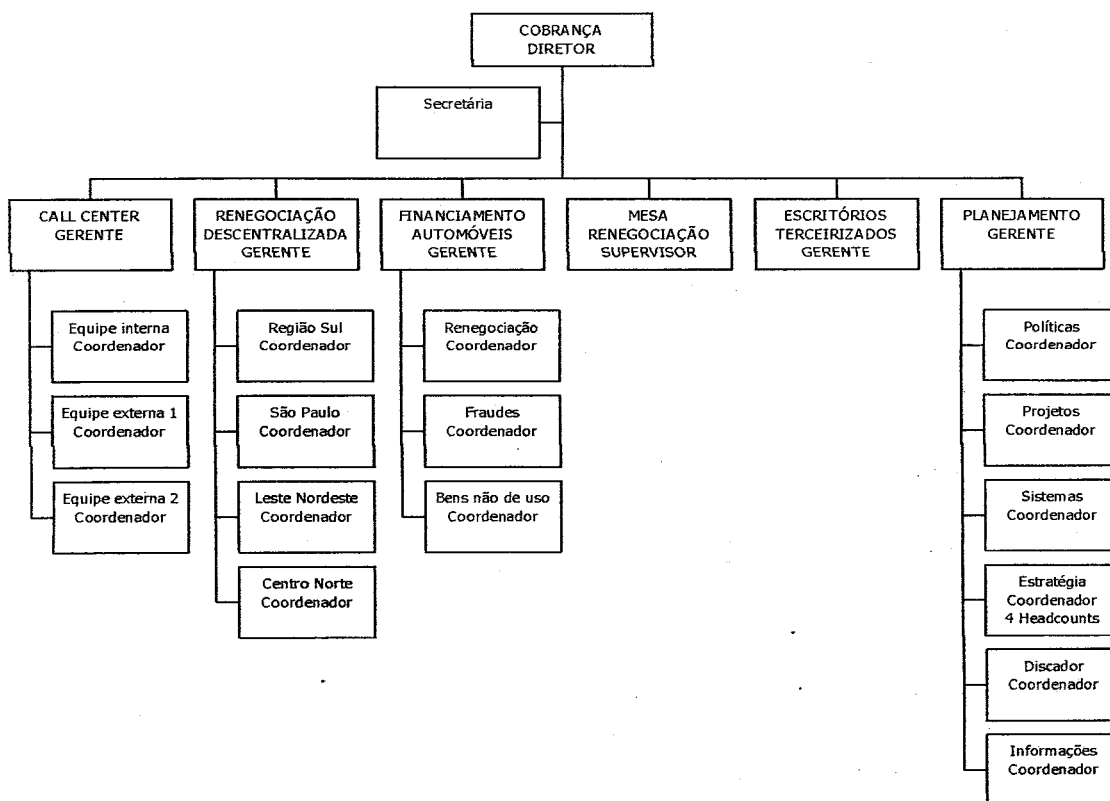 COBRANÇA
DIRETOR
Secretária
CALL CENTER
GERENTE
RENEGOCIAÇÃO
DESCENTRALIZADA
GERENTE
FINANCIAMENTO
AUTOMÓVEIS
GERENTE
MESA
RENEGOCIAÇÃO
SUPERVISOR
ESCRITÓRIOS
TERCEIRIZADOS
GERENTE
PLANEJAMENTO
GERENTE
Equipe interna
Coordenador
Equipe externa 1
Coordenador
Equipe externa 2
Coordenador
Região Sul
Coordenador
São Paulo
Coordenador
Leste Nordeste
Coordenador
Centro Norte
Coordenador
Renegociação
Coordenador
Fraudes
Coordenador
Bens não de uso
Coordenador
Políticas
Coordenador
Projetos
Coordenador
Sistemas
Coordenador
Estratégia
Coordenador
4 Headcounts
Discador
Coordenador
Informações
Coordenador